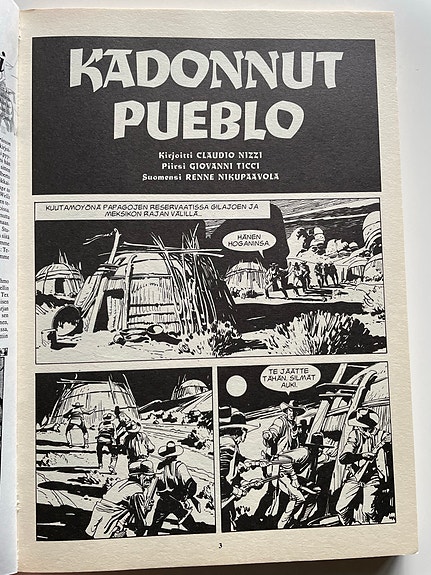 KADONNUT
PUEBLO
Kirjoitti CLAUDIO NIZZI
Piirsi GIOVANNI TICCI
Suomensi RENNE NIKUPAAVOLA
KUUTAMOYÖNÄ PAPAGOJEN RESERVAATISSA GILAJOEN JA
MEKSIKON RAJAN VÄLILLÄ...
HÄNEN
HOGANINSA.
TE JÄÄTTE
TÄHÄN. SILMÄT
AUKI.
3